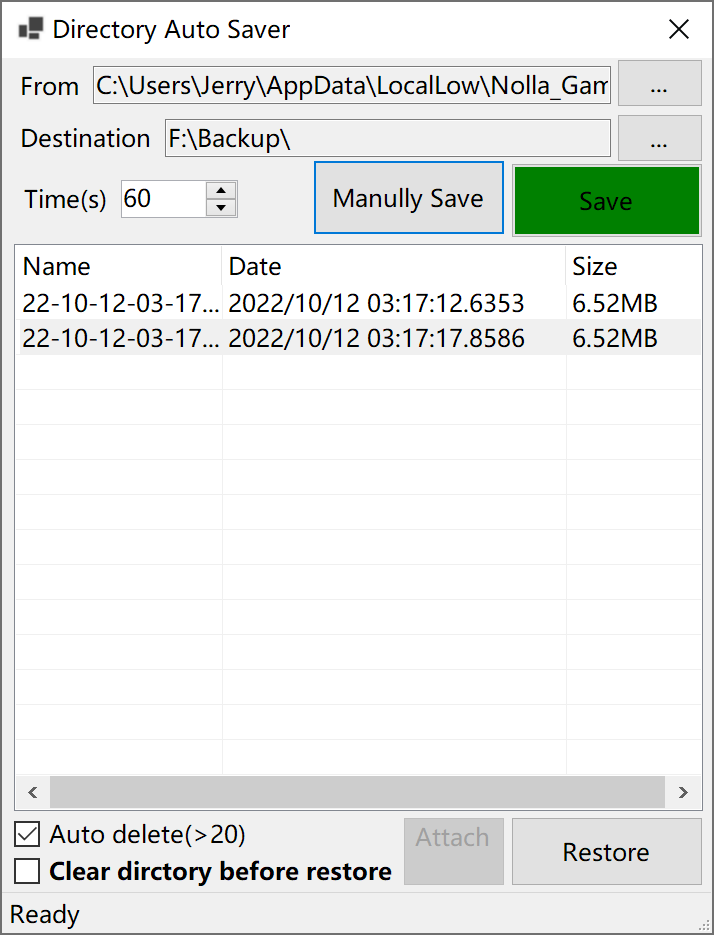 Directory Auto Saver
From C:\Users\Jerry\AppData\LocalLow\Nolla_Gam ...
Destination F:\Backup\ ...
Time(s) 60 Manully Save Save
Name Date Size
22-10-12-03-17... 2022/10/12 03:17:12.6353 6.52MB
22-10-12-03-17... 2022/10/12 03:17:17.8586 6.52MB
Auto delete(>20) Attach Restore
Clear dirctory before restore
Ready